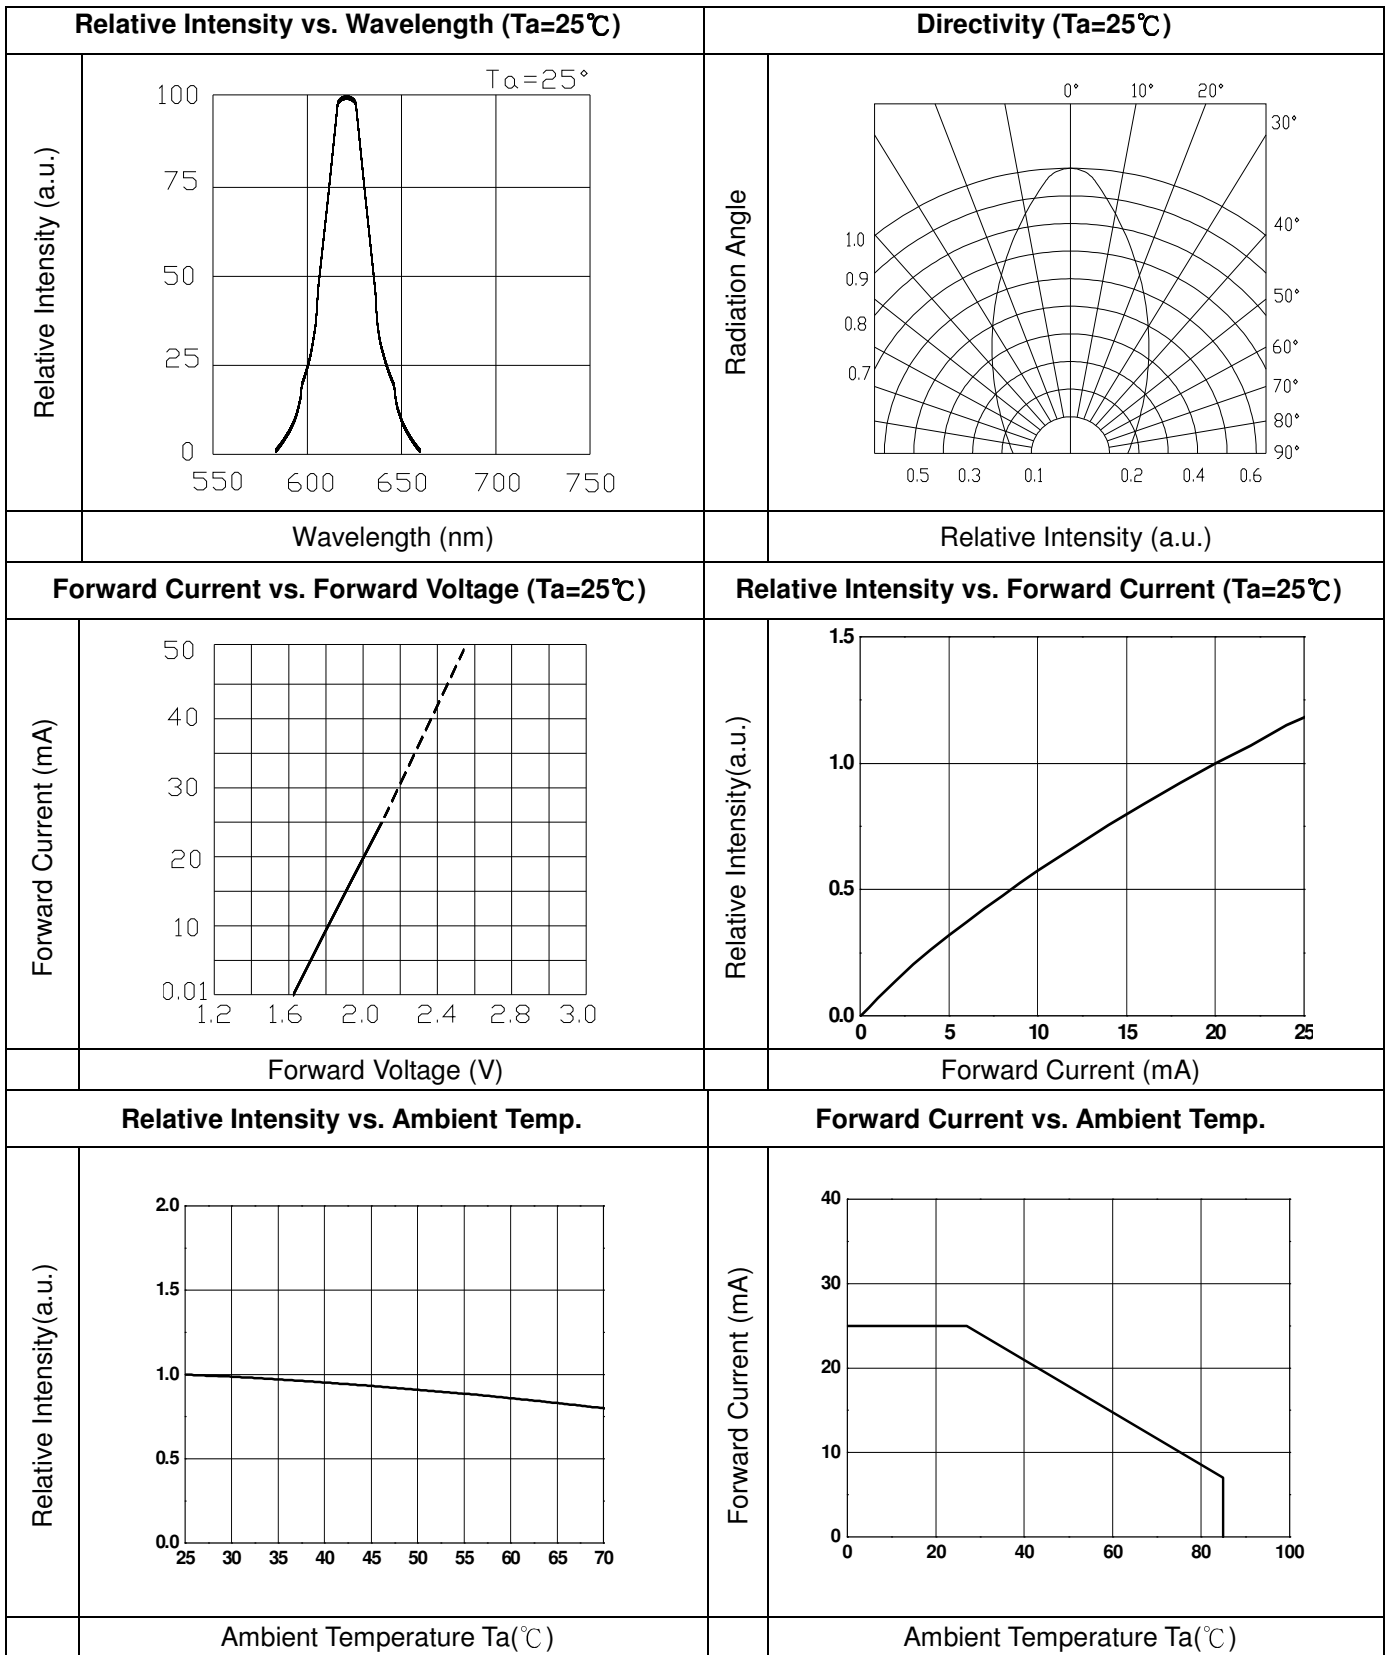 Relative Intensity vs. Wavelength (Ta=25℃)
Directivity (Ta=25℃)
Relative Intensity (a.u.)
Ta=25°
100
75
50
25
0
550 600 650 700 750
Wavelength (nm)
Radiation Angle
0° 10° 20°
30°
40°
50°
60°
70°
80°
90°
1.0
0.9
0.8
0.7
0.5 0.3 0.1 0.2 0.4 0.6
Relative Intensity (a.u.)
Forward Current vs. Forward Voltage (Ta=25℃)
Relative Intensity vs. Forward Current (Ta=25℃)
Forward Current (mA)
50
40
30
20
10
0.01
1.2 1.6 2.0 2.4 2.8 3.0
Forward Voltage (V)
Relative Intensity(a.u.)
1.5
1.0
0.5
0.0
0 5 10 15 20 25
Forward Current (mA)
Relative Intensity vs. Ambient Temp.
Forward Current vs. Ambient Temp.
Relative Intensity(a.u.)
2.0
1.5
1.0
0.5
0.0
25 30 35 40 45 50 55 60 65 70
Ambient Temperature Ta(℃)
Forward Current (mA)
40
30
20
10
0
0 20 40 60 80 100
Ambient Temperature Ta(℃)